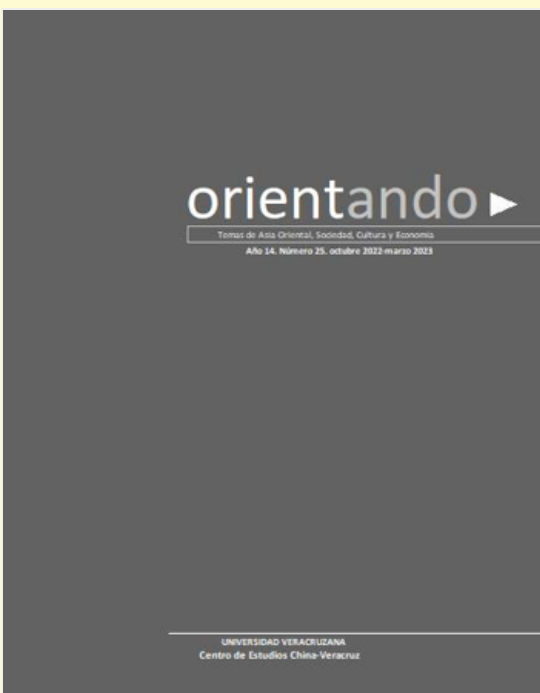 orientando
Temas de Asia Oriental, Sociedad, Cultura y Economía
Año 14. Número 25. octubre 2022-marzo 2023
UNIVERSIDAD VERACRUZANA
Centro de Estudios China-Veracruz